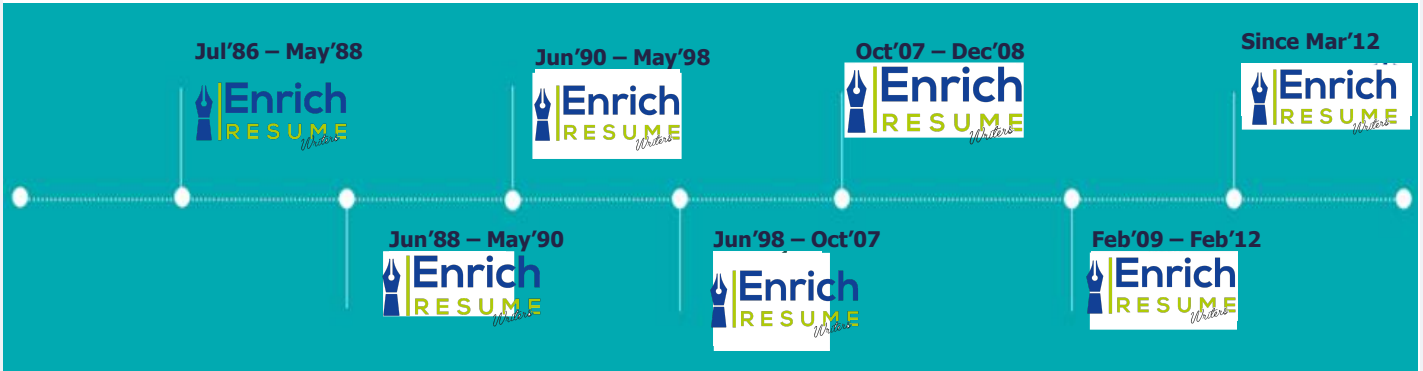 Jul’86 – May’88
Enrich
RESUME
Writers
Jun’88 – May’90
Enrich
RESUME
Writers
Jun’90 – May’98
Enrich
RESUME
Writers
Jun’98 – Oct’07
Enrich
RESUME
Writers
Oct’07 – Dec’08
Enrich
RESUME
Writers
Feb’09 – Feb’12
Enrich
RESUME
Writers
Since Mar’12
Enrich
RESUME
Writers